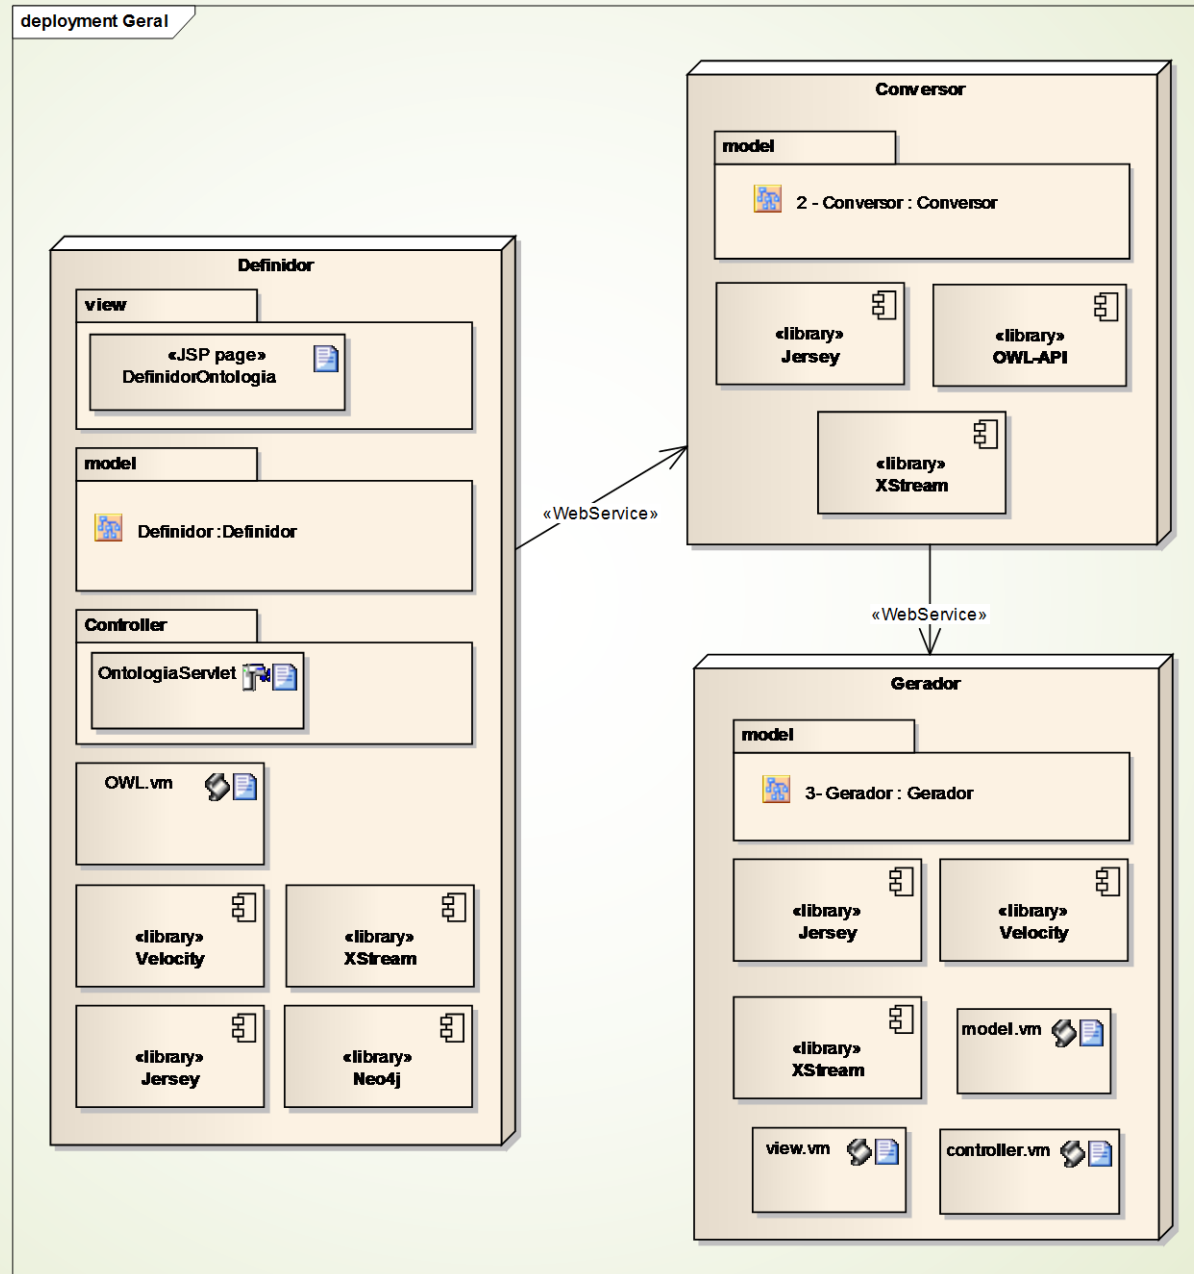 deployment Geral
Definidor
view
«JSP page»
DefinidorOntologia
model
Definidor :Definidor
Controller
OntologiaServlet
OWL.vm
«library»
Velocity
«library»
XStream
«library»
Jersey
«library»
Neo4j
«WebService»
Conversor
model
2 - Conversor : Conversor
«library»
Jersey
«library»
OWL-API
«library»
XStream
«WebService»
Gerador
model
3- Gerador : Gerador
«library»
Jersey
«library»
Velocity
«library»
XStream
model.vm
view.vm
controller.vm